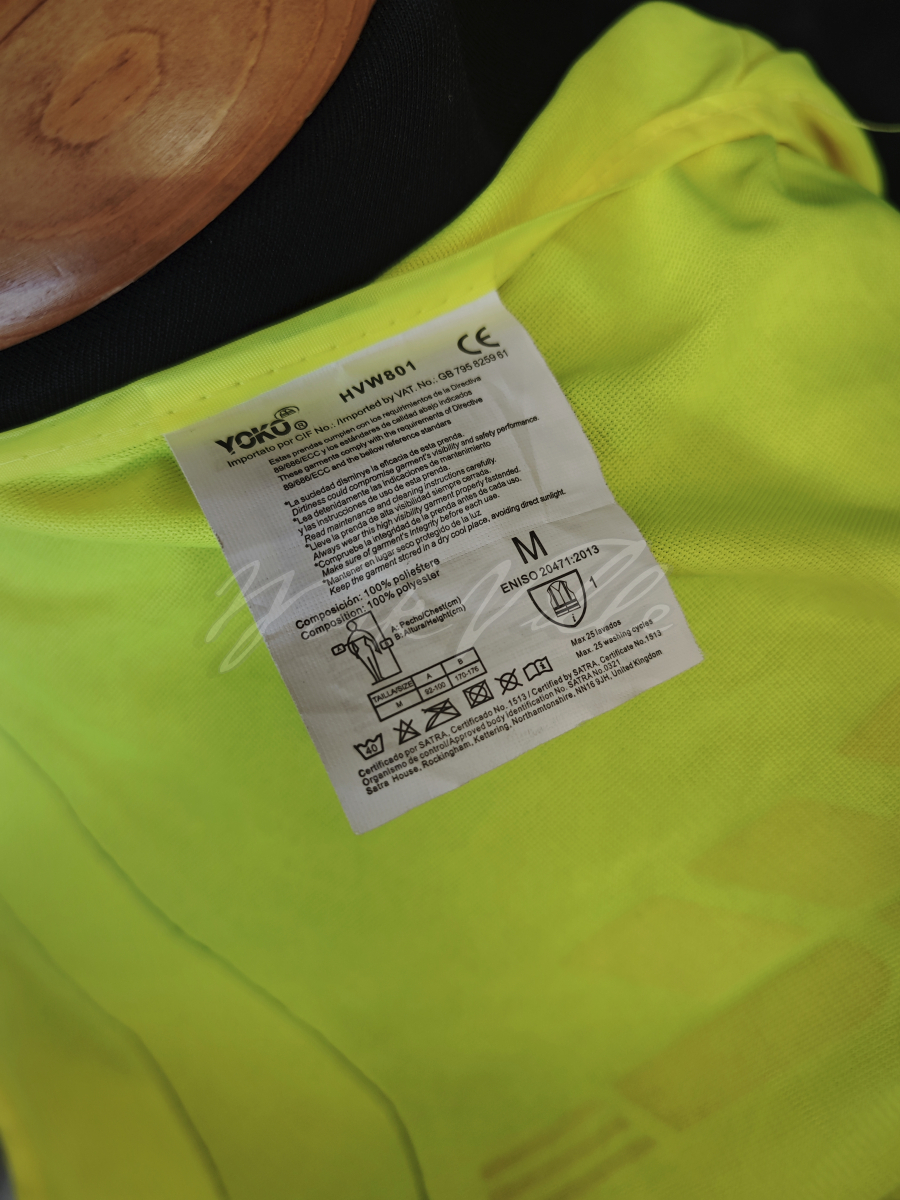 YOKO®
HVW801
CE
Importato por CIF No.: /Imported by VAT. No.: GB 795 8259 61
Estas prendas cumplen con los requirimientos de la Directiva
89/686/ECC y los estándares de calidad abajo indicados
These garments comply with the requirements of Directive
89/686/ECC and the bellow reference standars
*La suciedad disminye la eficacia de esta prenda.
Dirtiness could compromise garment's visibility and safety performance.
*Lea detenidamente las indicaciones de mantenimiento
y las instrucciones de uso de esta prenda.
Read maintenance and cleaning instructions carefully.
*Lleve la prenda de alta visibilidad siempre cerrada.
Always wear this high visibility garment properly fastended.
*Compruebe la integridad de la prenda antes de cada uso.
Make sure of garment's integrity before each use.
*Mantener en lugar seco protegido de la luz
Keep the garment stored in a dry cool place, avoiding direct sunlight.
Composición: 100% poliéstere
Composition: 100% polyester
M
ENISO 20471:2013
1
A: Pecho/Chest(cm)
B: Altura/Height(cm)
TAILLA/SIZE A B
M 92-100 170-176
Max 25 lavados
Max. 25 washing cycles
40
Certificado por SATRA, Certificado No. 1513 / Certified by SATRA, Certificate No.1513
Organismo de control/Approved body identification No. SATRA No.0321
Satra House, Rockingham, Kettering, Northamtonshire, NN16 9JH, United Kingdom